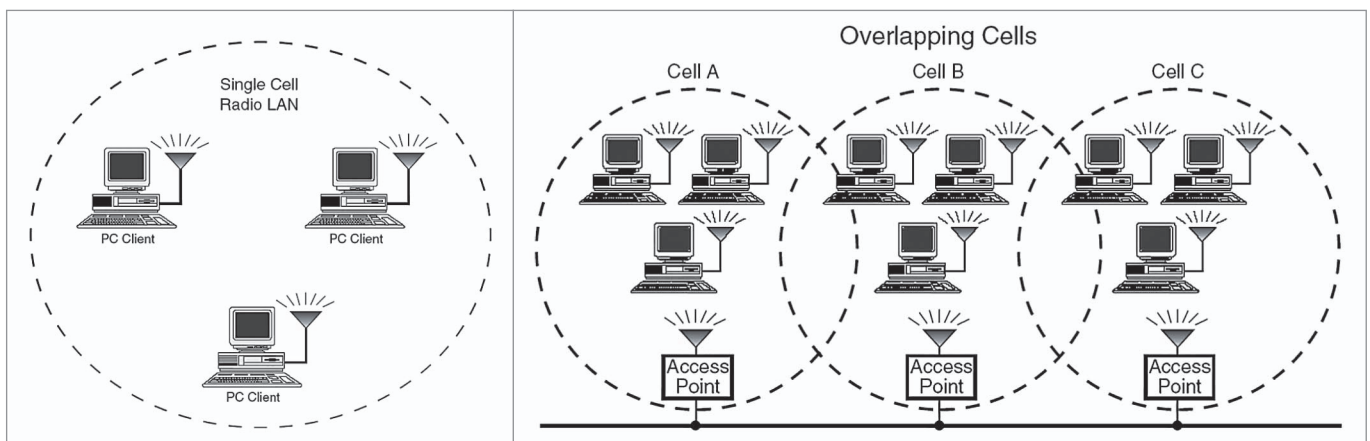 Single Cell
Radio LAN
PC Client
PC Client
PC Client
Overlapping Cells
Cell A
Cell B
Cell C
Access
Point
Access
Point
Access
Point